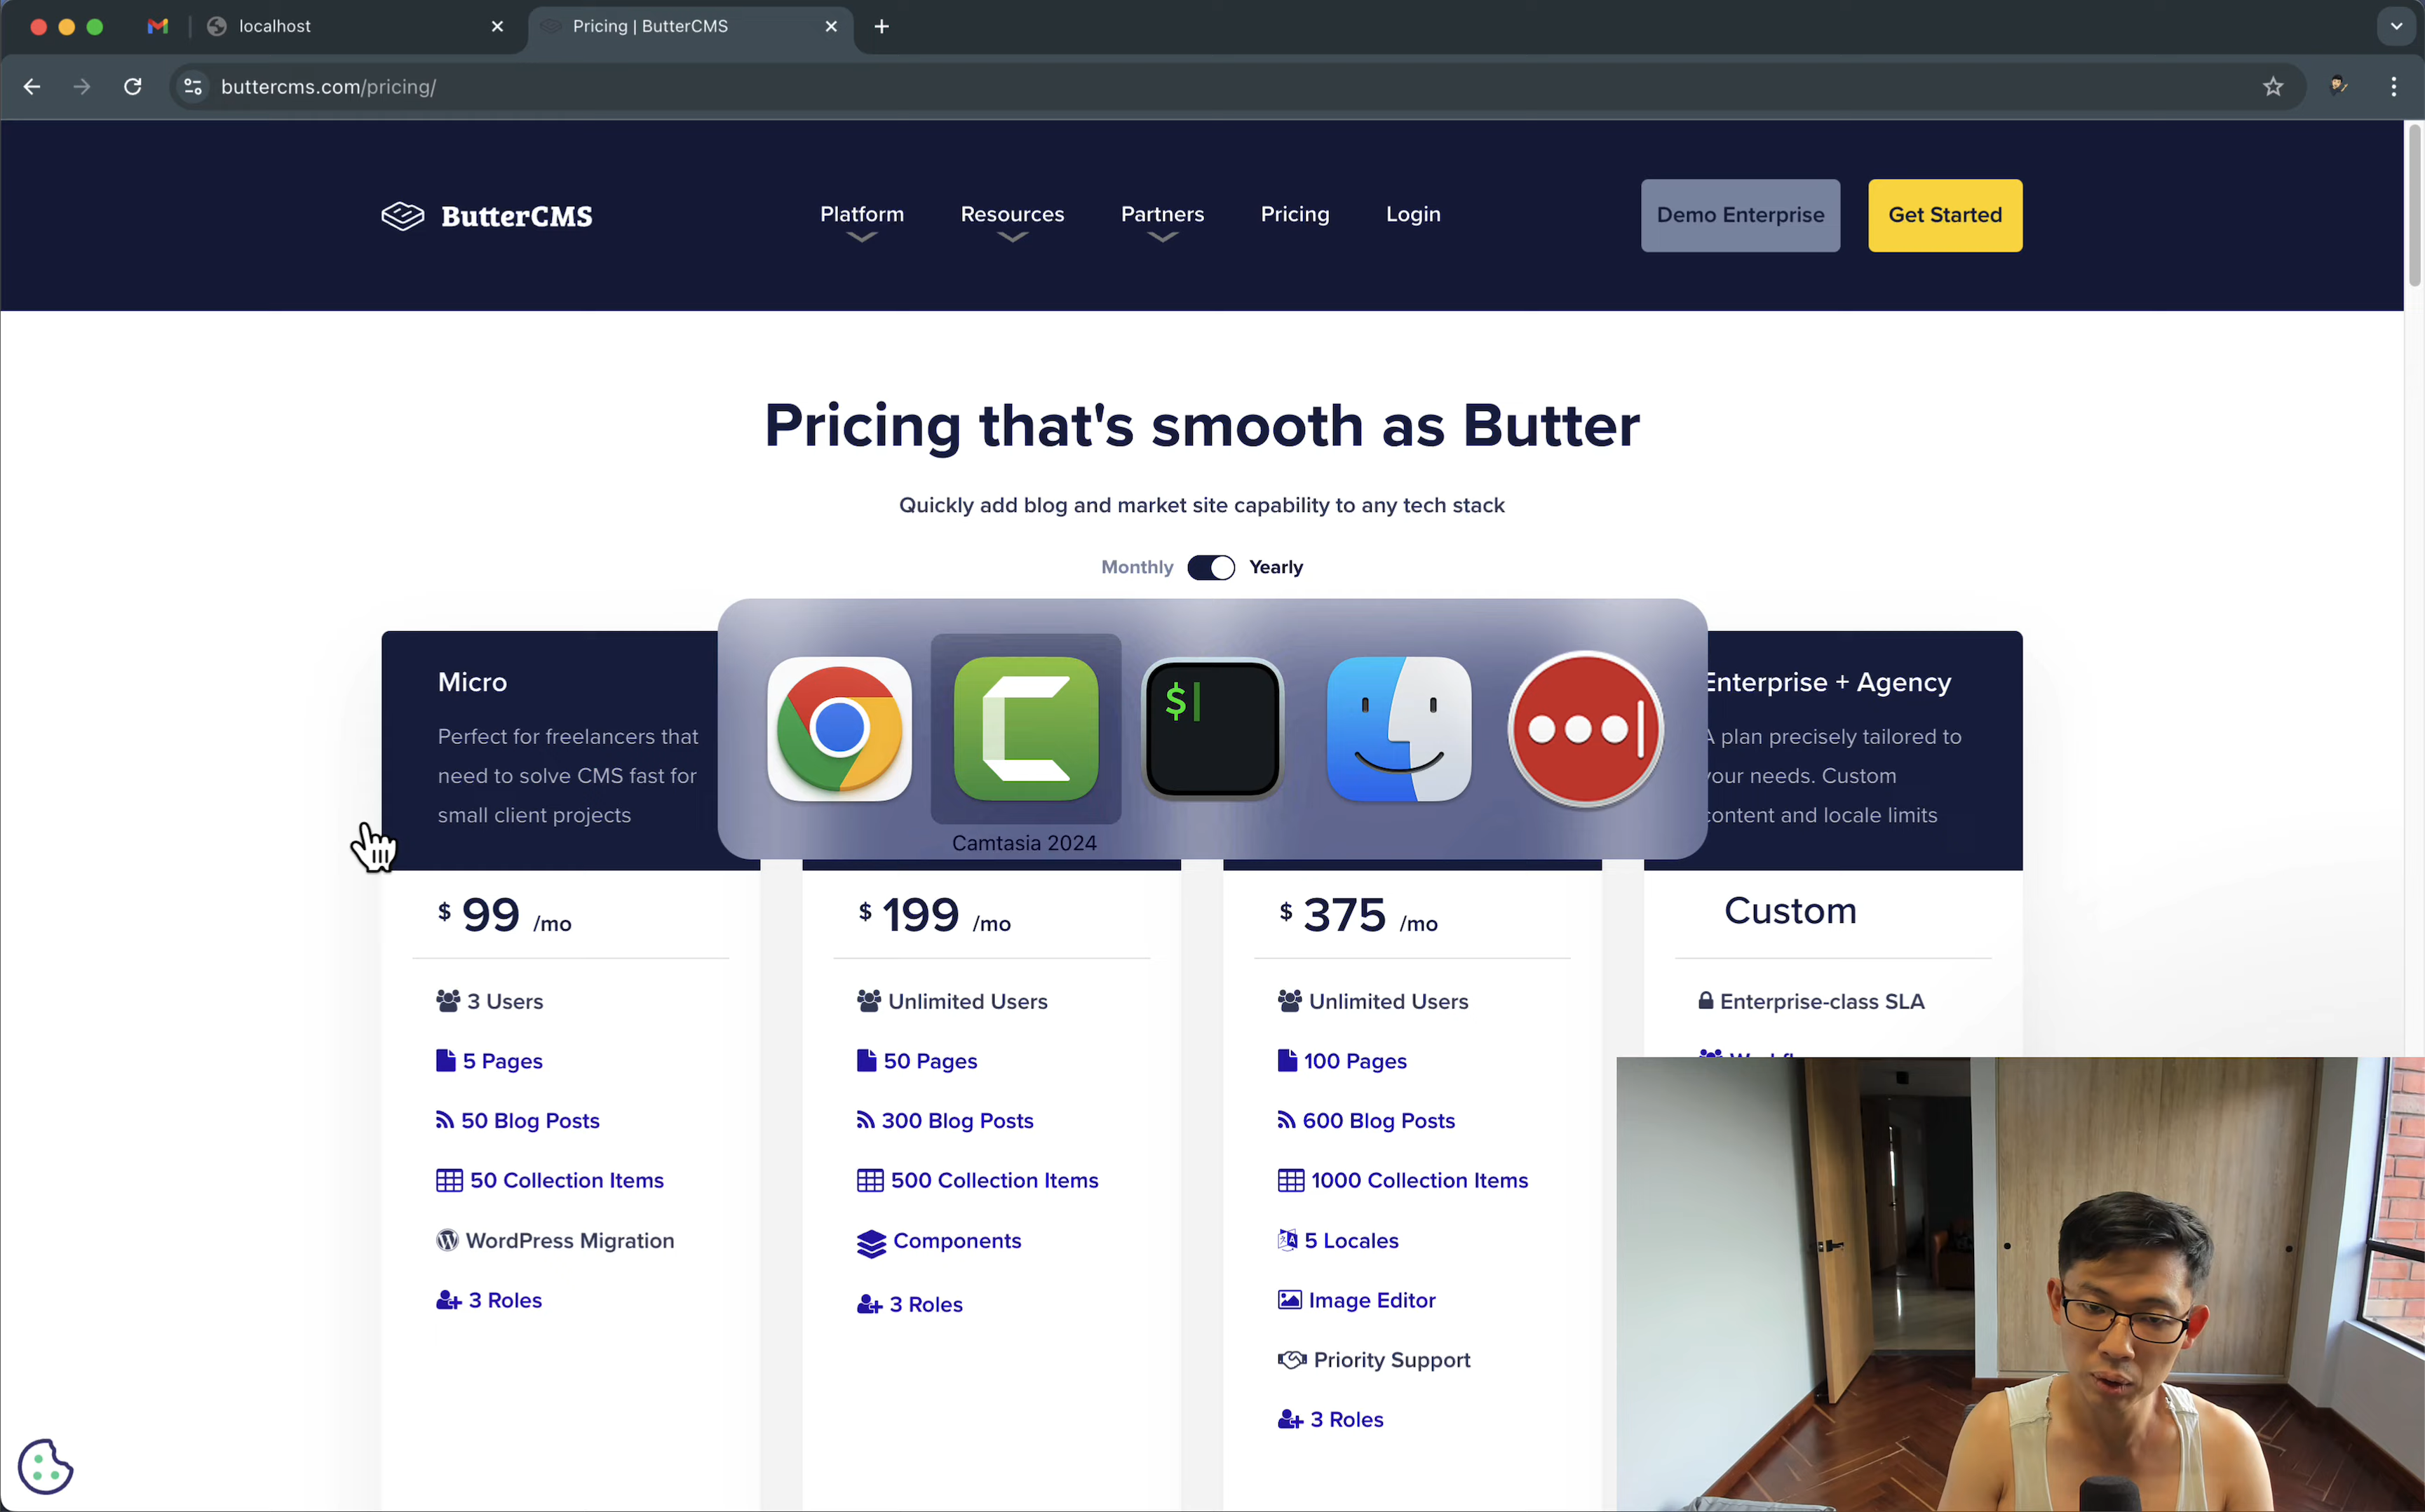 localhost
Pricing | ButterCMS
buttercms.com/pricing/
ButterCMS
Platform
Resources
Partners
Pricing
Login
Demo Enterprise
Get Started
Pricing that's smooth as Butter
Quickly add blog and market site capability to any tech stack
Monthly
Yearly
Micro
Perfect for freelancers that
need to solve CMS fast for
small client projects
$ 99 /mo
3 Users
5 Pages
50 Blog Posts
50 Collection Items
WordPress Migration
3 Roles
$
Camtasia 2024
$ 199 /mo
Unlimited Users
50 Pages
300 Blog Posts
500 Collection Items
Components
3 Roles
$ 375 /mo
Unlimited Users
100 Pages
600 Blog Posts
1000 Collection Items
5 Locales
Image Editor
Priority Support
3 Roles
Enterprise + Agency
A plan precisely tailored to
your needs. Custom
content and locale limits
Custom
Enterprise-class SLA